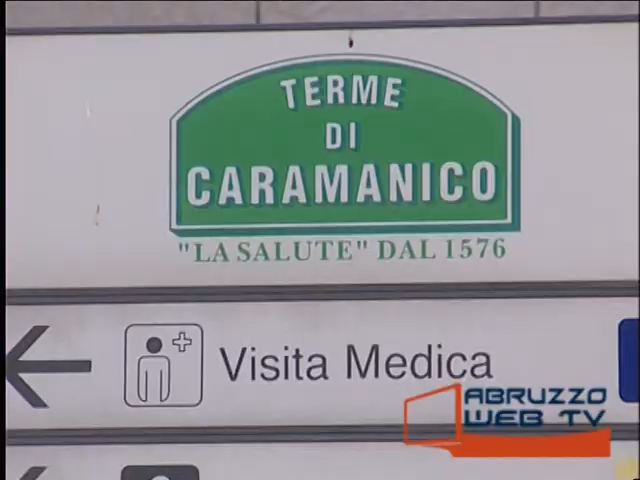 TERME
DI
CARAMANICO
"LA SALUTE" DAL 1576
Visita Medica
ABRUZZO
WEB TV